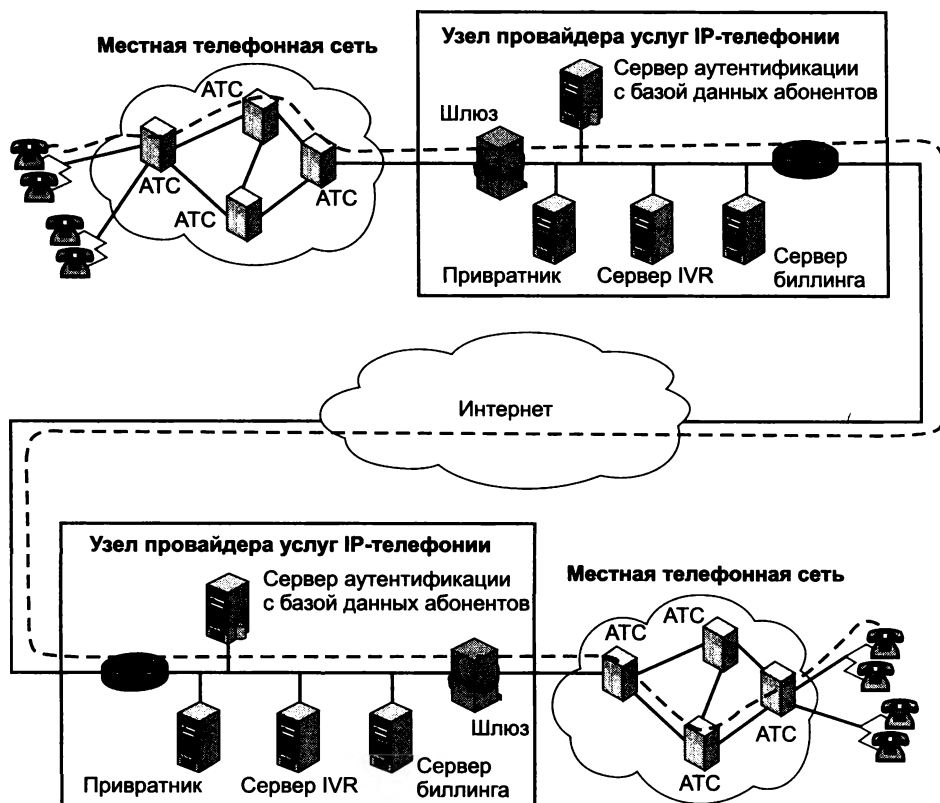 Местная телефонная сеть
АТС
АТС
АТС
АТС
Узел провайдера услуг IP-телефонии
Сервер аутентификации
с базой данных абонентов
Шлюз
Привратник
Сервер IVR
Сервер
биллинга
Интернет
Узел провайдера услуг IP-телефонии
Сервер аутентификации
с базой данных абонентов
Шлюз
Привратник
Сервер IVR
Сервер
биллинга
Местная телефонная сеть
АТС
АТС
АТС
АТС